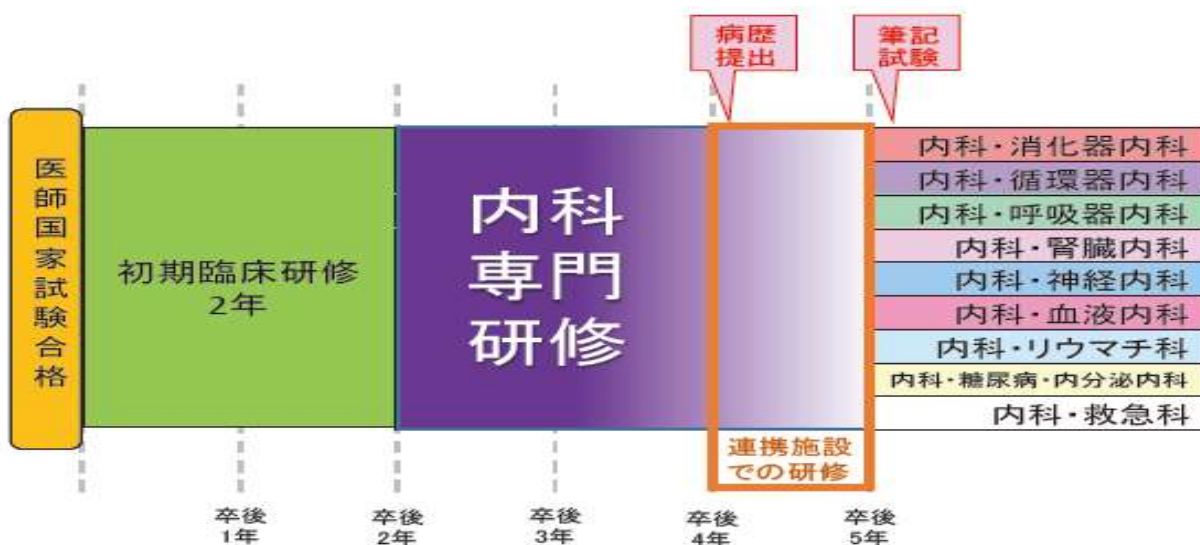 病歴
提出
筆記
試験
医師国家試験合格
初期臨床研修
2年
内科
専門
研修
内科・消化器内科
内科・循環器内科
内科・呼吸器内科
内科・腎臓内科
内科・神経内科
内科・血液内科
内科・リウマチ科
内科・糖尿病・内分泌内科
内科・救急科
連携施設
での研修
卒後
1年
卒後
2年
卒後
3年
卒後
4年
卒後
5年